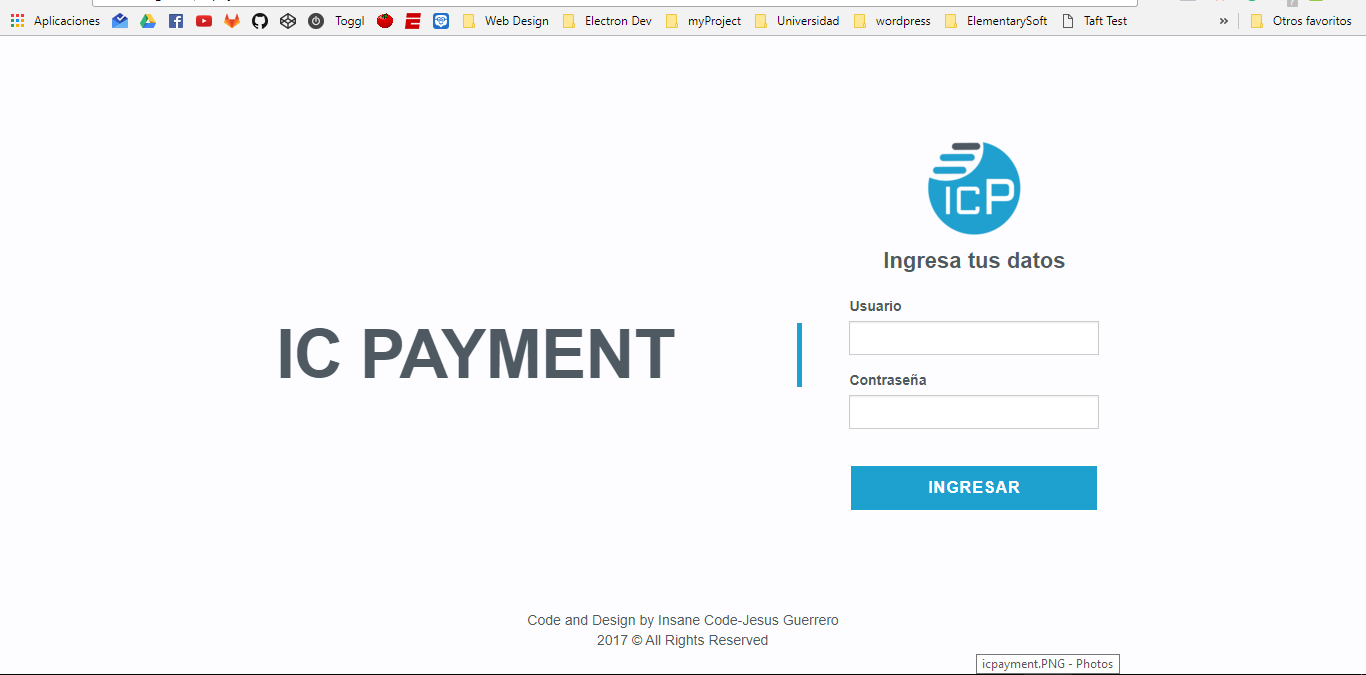 Aplicaciones Toggl Web Design Electron Dev myProject Universidad wordpress ElementarySoft Taft Test » Otros favoritos
ICP
Ingresa tus datos
Usuario
IC PAYMENT
Contraseña
INGRESAR
Code and Design by Insane Code-Jesus Guerrero
2017 © All Rights Reserved
icpayment.PNG - Photos